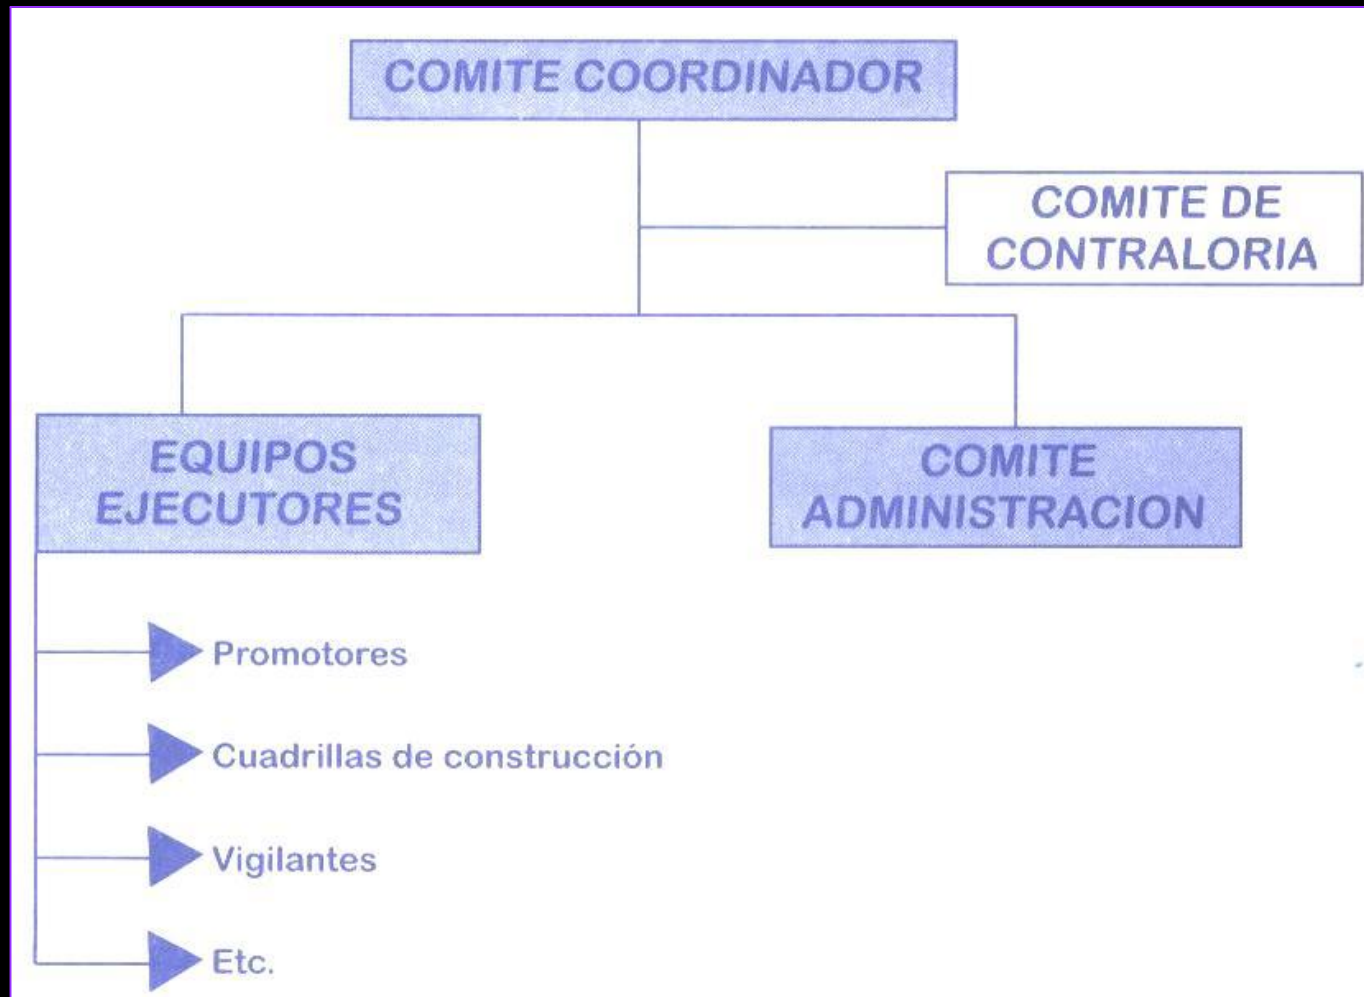 COMITE COORDINADOR
COMITE DE
CONTRALORIA
EQUIPOS
EJECUTORES
COMITE
ADMINISTRACION
Promotores
Cuadrillas de construcción
Vigilantes
Etc.